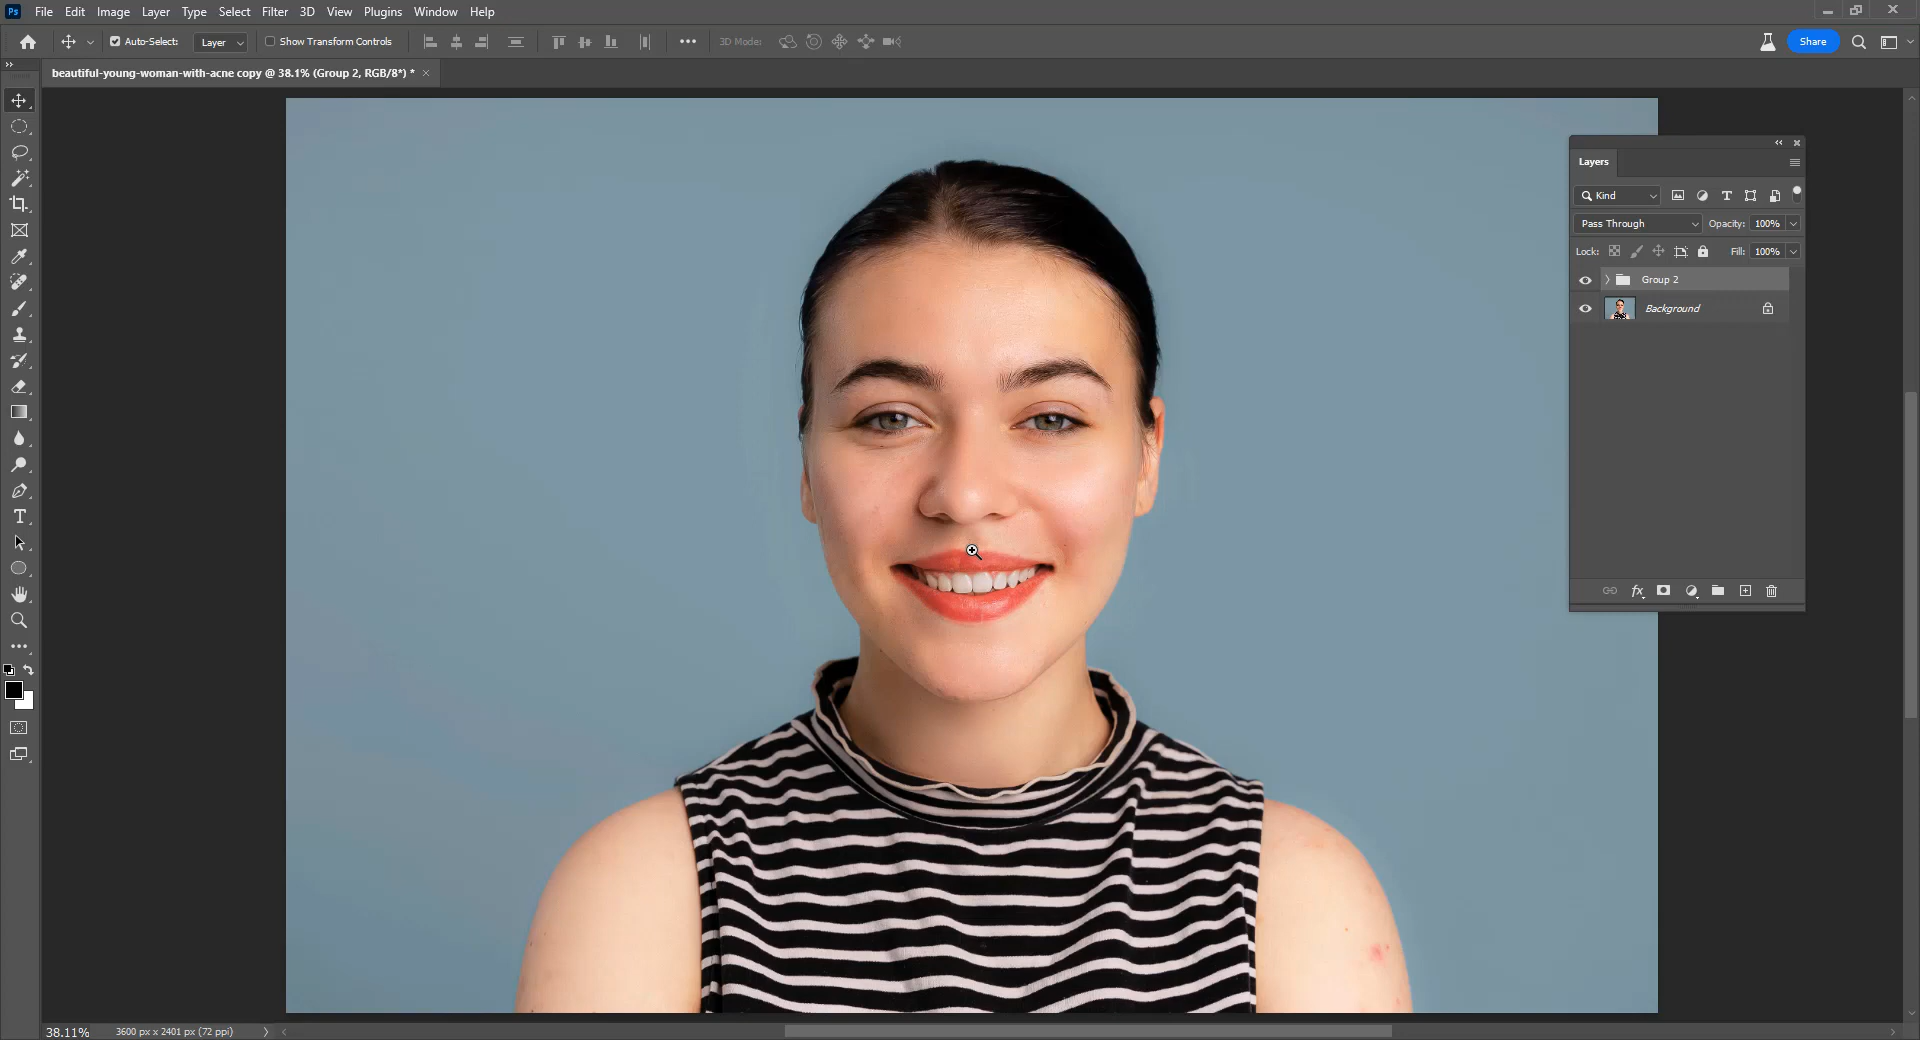 Ps File Edit Image Layer Type Select Filter 3D View Plugins Window Help
Auto-Select: Layer Show Transform Controls 3D Mode: Share
beautiful-young-woman-with-acne copy @ 38.1% (Group 2, RGB/8*) *
Layers
Kind
Pass Through Opacity: 100%
Lock: Fill: 100%
Group 2
Background
fx
38.11% 3600 px x 2401 px (72 ppi)